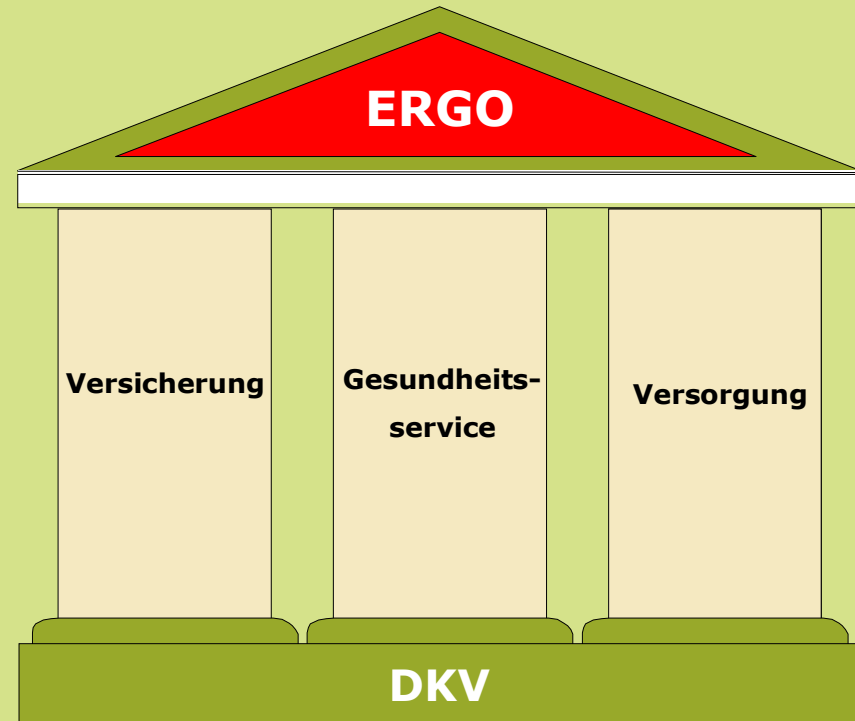 ERGO
Versicherung
Gesundheits-
service
Versorgung
DKV